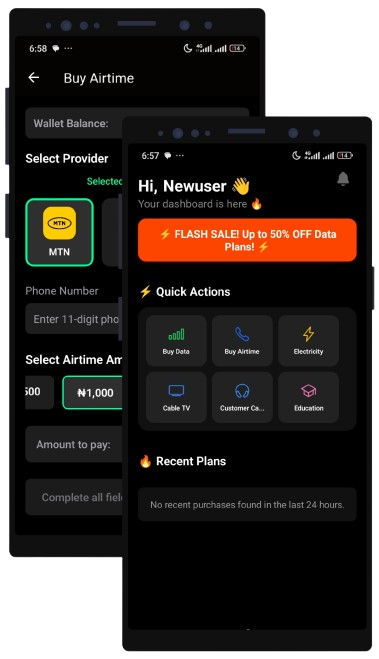 6:58
4G
14
Buy Airtime
Wallet Balance:
Select Provider
Selected
MTN
MTN
Phone Number
Enter 11-digit pho
Select Airtime Am
500
₦1,000
Amount to pay:
Complete all fiel
6:57
4G
14
Hi, Newuser 👋
Your dashboard is here 🔥
⚡ FLASH SALE! Up to 50% OFF Data
Plans! ⚡
⚡ Quick Actions
Buy Data
Buy Airtime
Electricity
Cable TV
Customer Ca...
Education
🔥 Recent Plans
No recent purchases found in the last 24 hours.